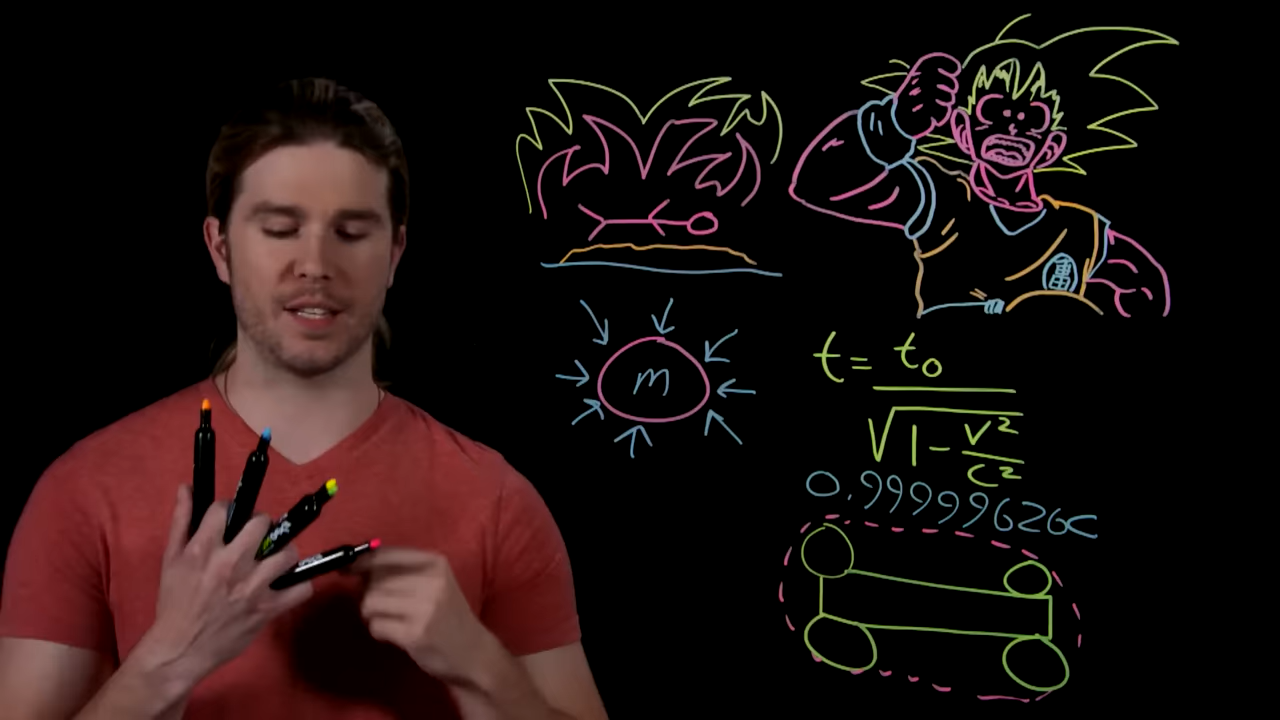 m
t = t₀ / √(1 - v²/c²)
0.99999626c